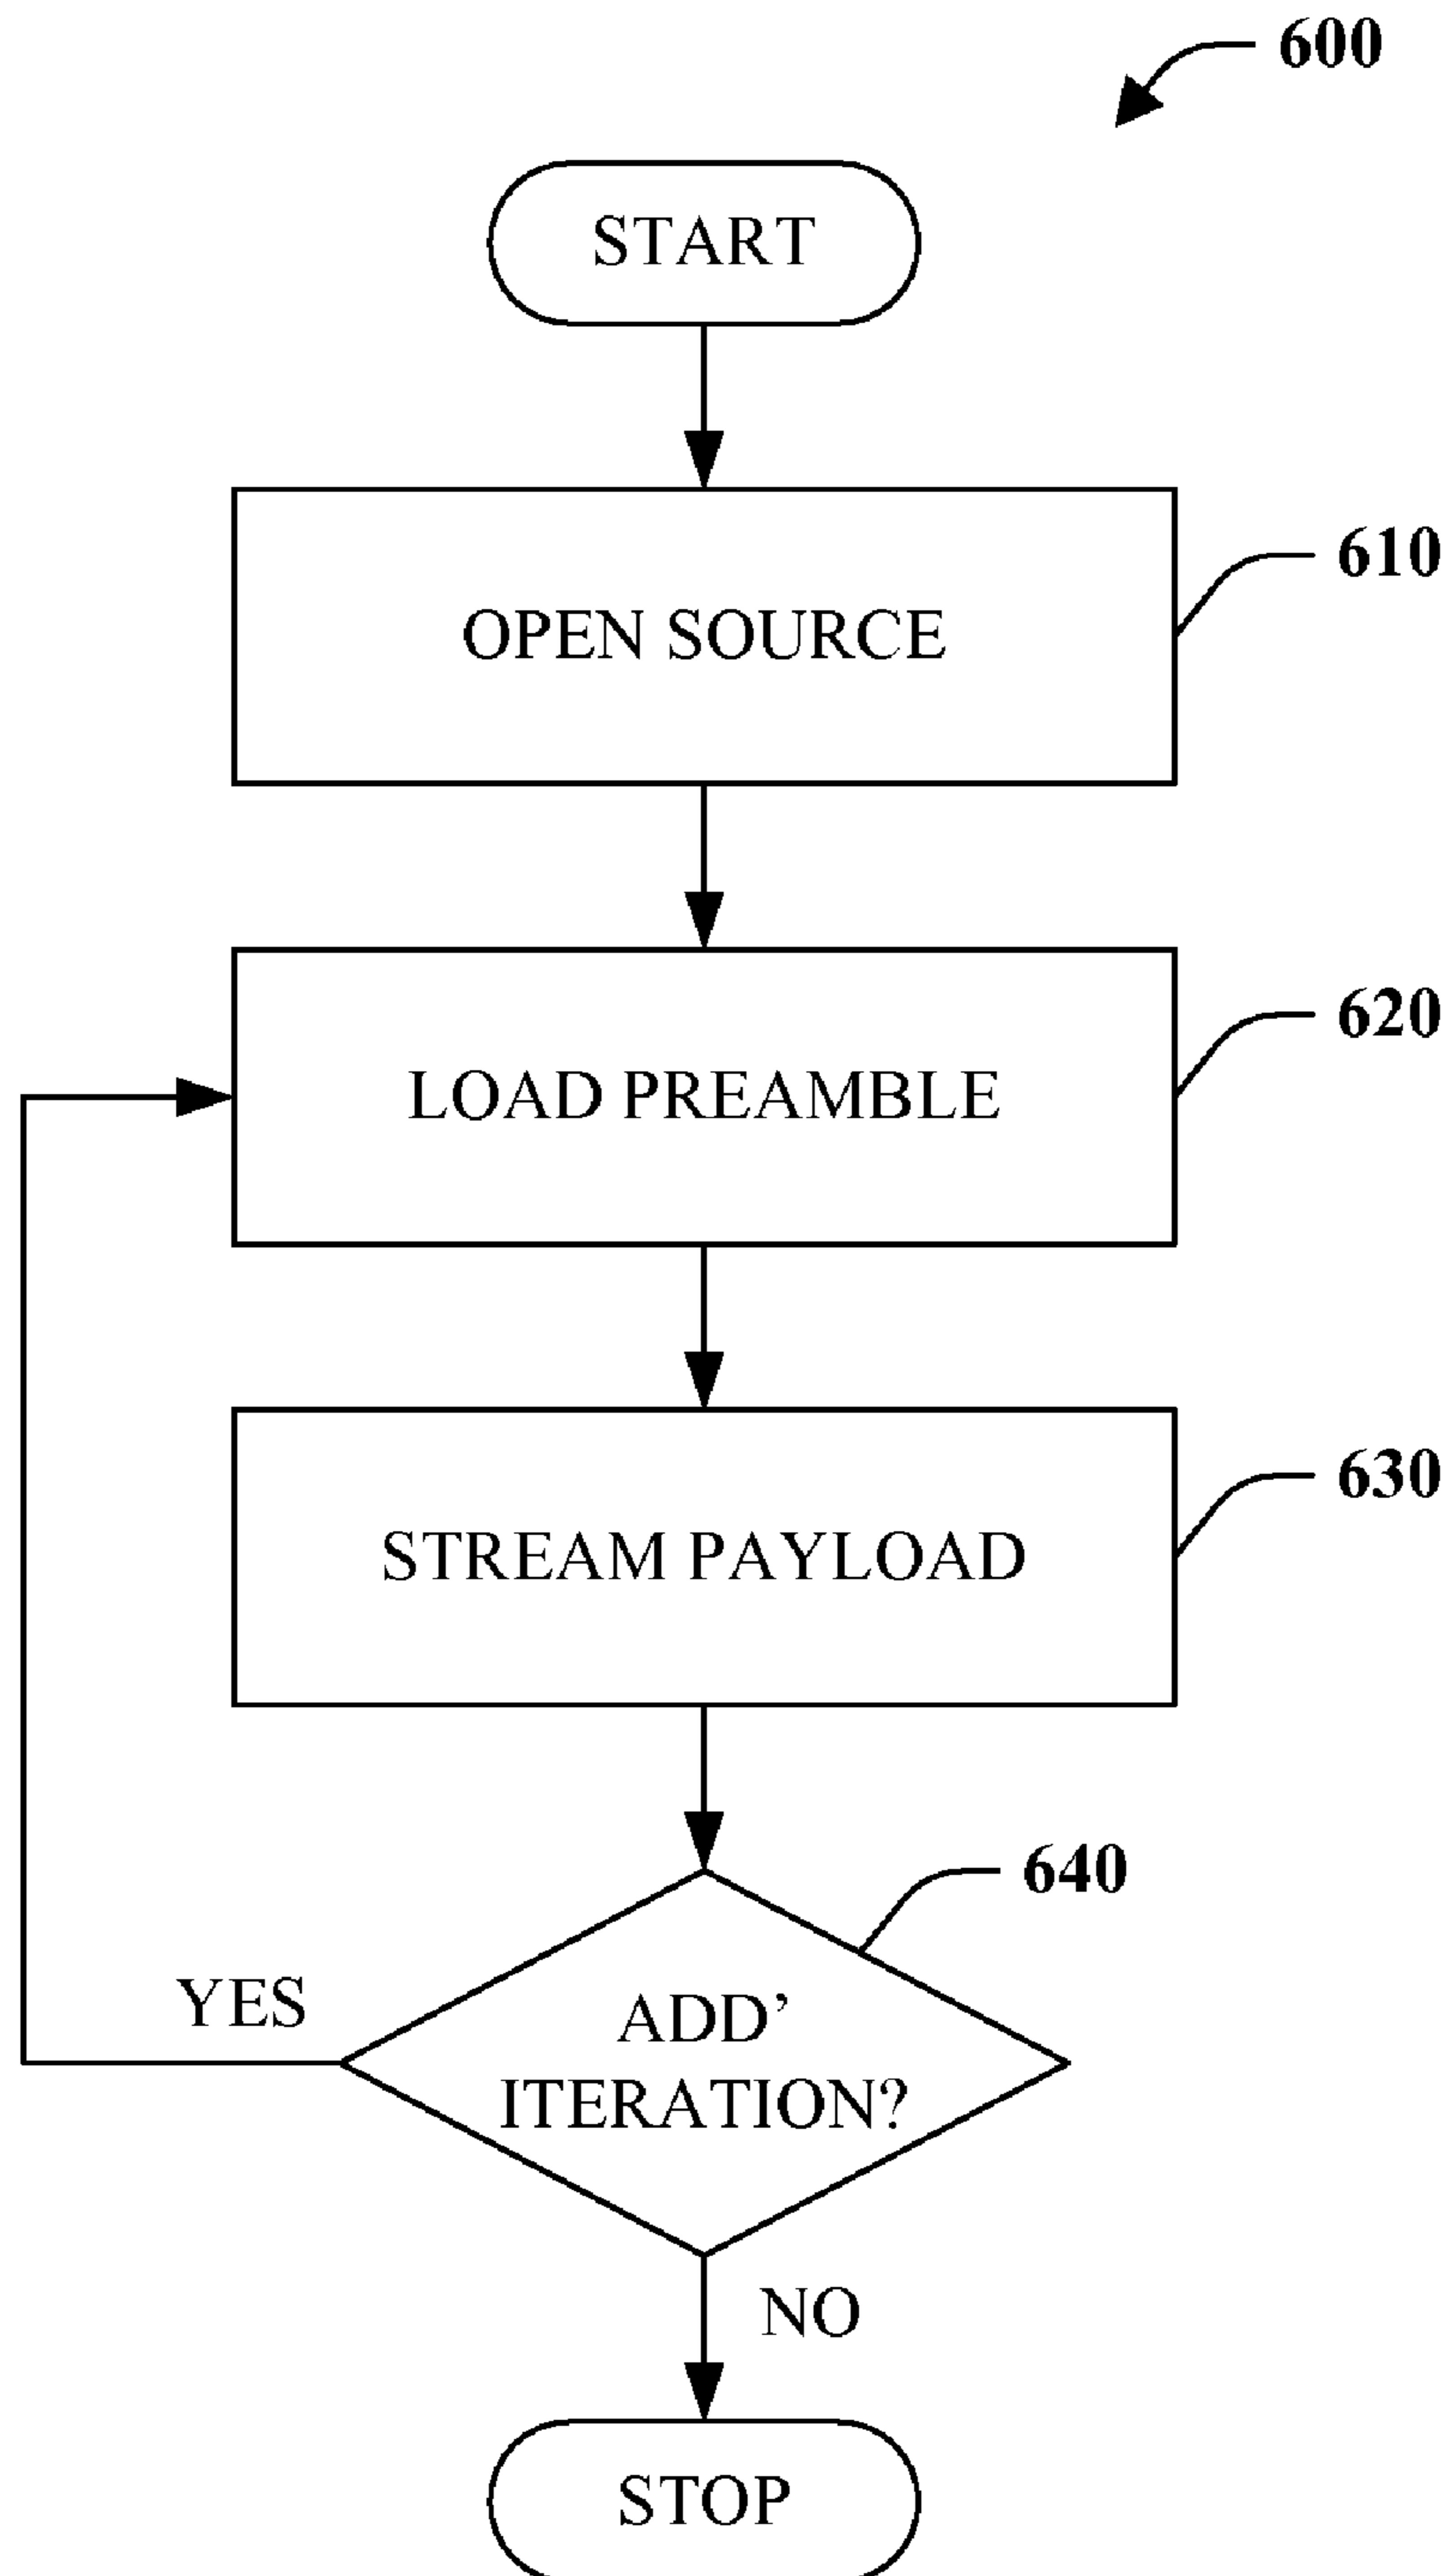 600
START
OPEN SOURCE
610
LOAD PREAMBLE
620
STREAM PAYLOAD
630
640
YES
ADD’
ITERATION?
NO
STOP